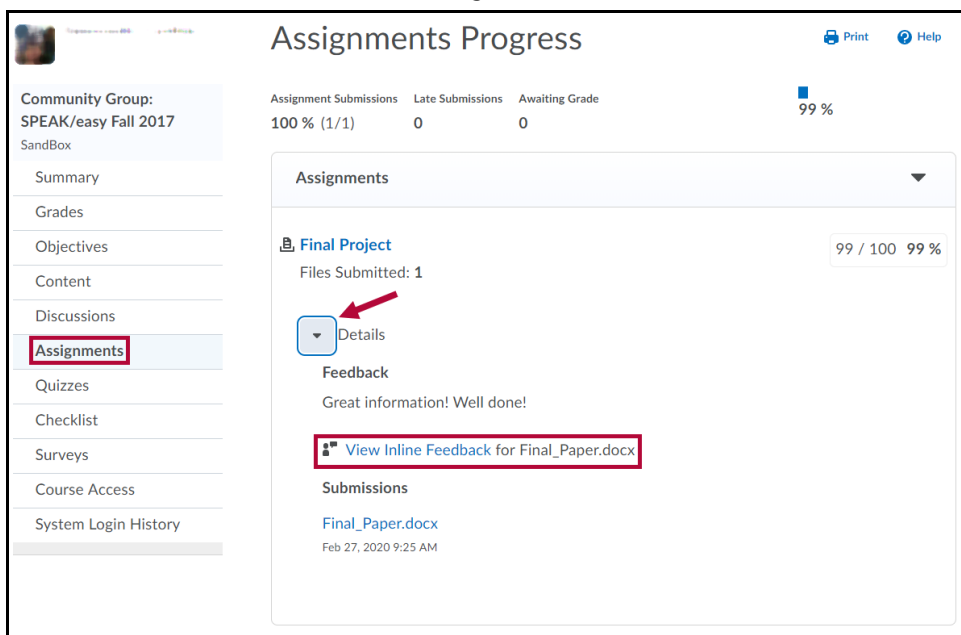 Assignments Progress
Print
Help
Community Group:
SPEAK/easy Fall 2017
SandBox
Summary
Grades
Objectives
Content
Discussions
Assignments
Quizzes
Checklist
Surveys
Course Access
System Login History
Assignment Submissions Late Submissions Awaiting Grade
100 % (1/1) 0 0
99 %
Assignments
Final Project
99 / 100 99 %
Files Submitted: 1
Details
Feedback
Great information! Well done!
View Inline Feedback for Final_Paper.docx
Submissions
Final_Paper.docx
Feb 27, 2020 9:25 AM